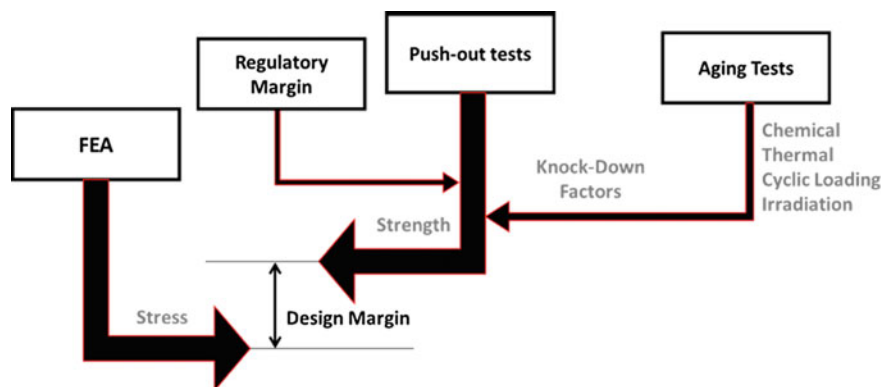 Regulatory
Margin
Push-out tests
Aging Tests
FEA
Chemical
Thermal
Cyclic Loading
Irradiation
Knock-Down
Factors
Strength
Stress
Design Margin